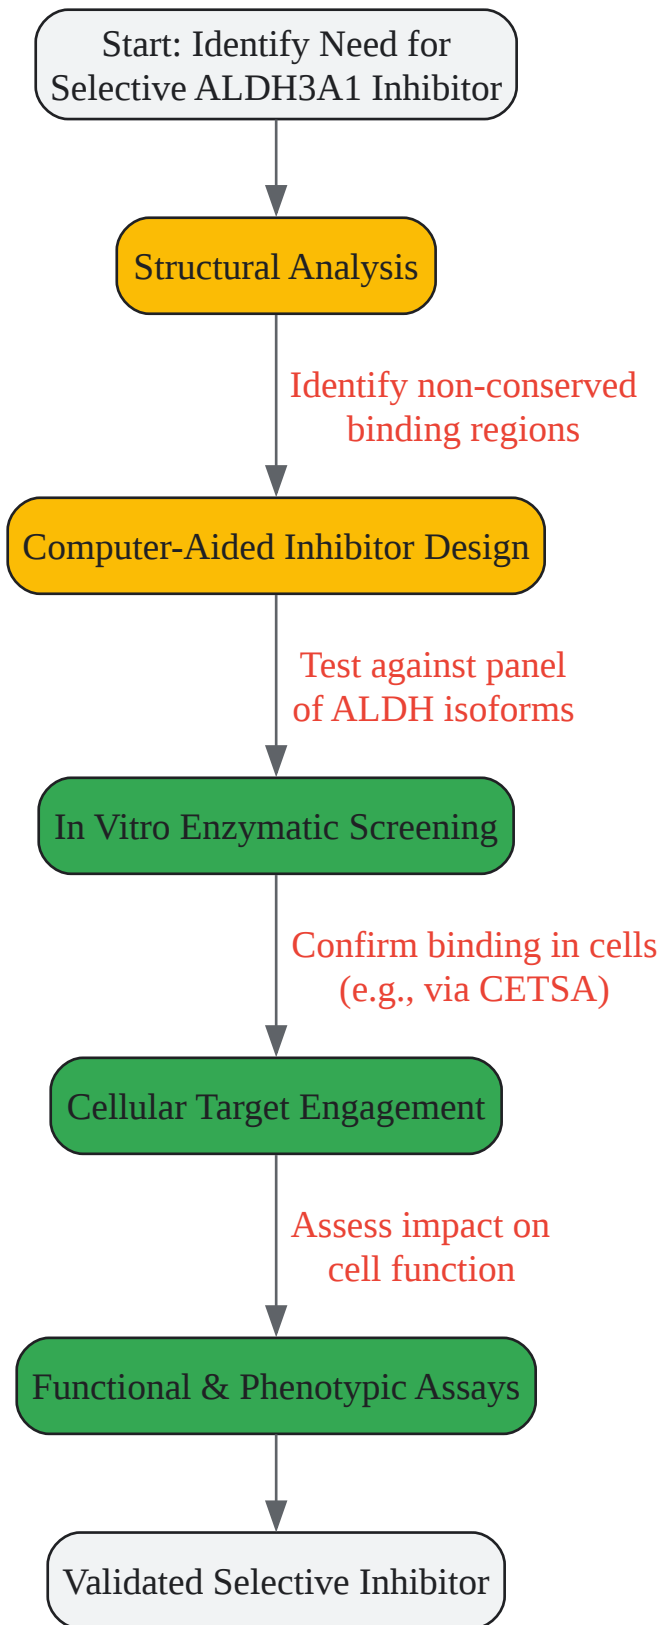 Start: Identify Need for
Selective ALDH3A1 Inhibitor
Structural Analysis
Identify non-conserved
binding regions
Computer-Aided Inhibitor Design
Test against panel
of ALDH isoforms
In Vitro Enzymatic Screening
Confirm binding in cells
(e.g., via CETSA)
Cellular Target Engagement
Assess impact on
cell function
Functional & Phenotypic Assays
Validated Selective Inhibitor